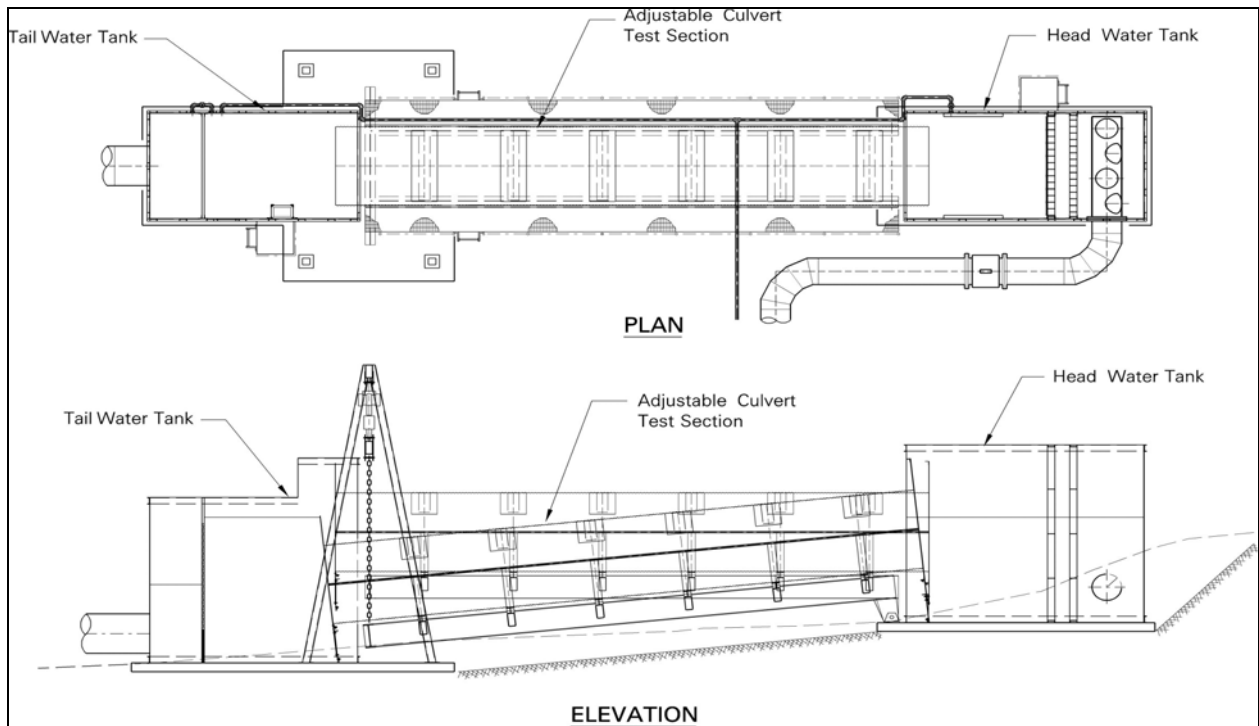 Adjustable Culvert
Test Section
Tail Water Tank
Head Water Tank
PLAN
Head Water Tank
Adjustable Culvert
Test Section
Tail Water Tank
ELEVATION